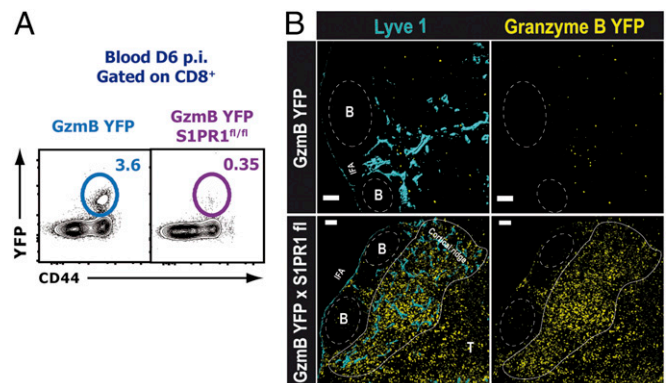 A
Blood D6 p.i.
Gated on CD8+
GzmB YFP
GzmB YFP
S1PR1fl/fl
3.6
0.35
YFP
CD44
B
Lyve 1
Granzyme B YFP
GzmB YFP
B
IFA
B
GzmB YFP x S1PR1 fl
B
Cortical ridge
IFA
B
T